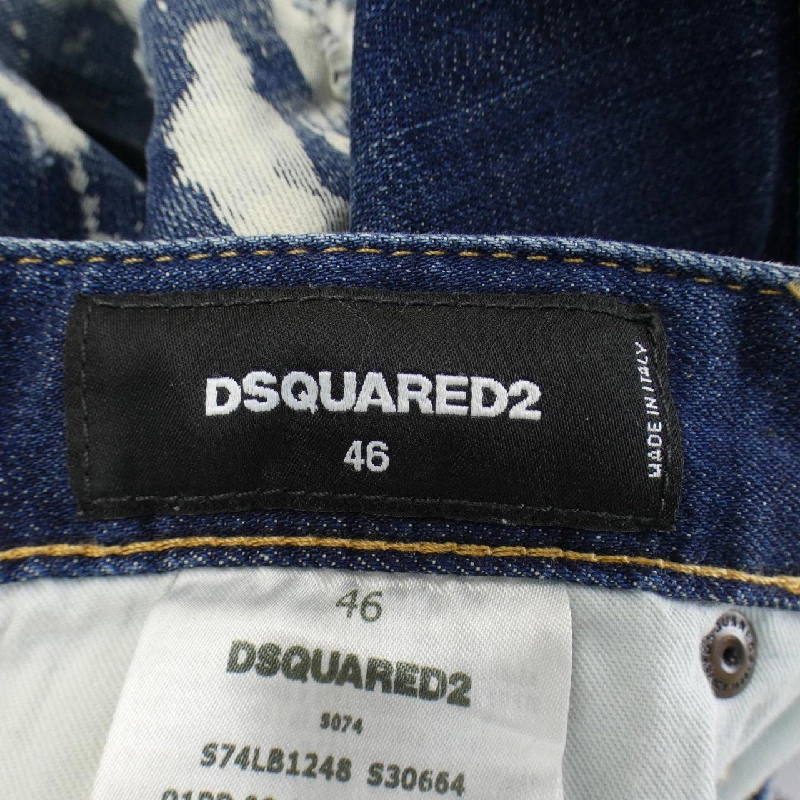 DSQUARED2
46
MADE IN ITALY
46
DSQUARED2
S074
S74LB1248 S30664